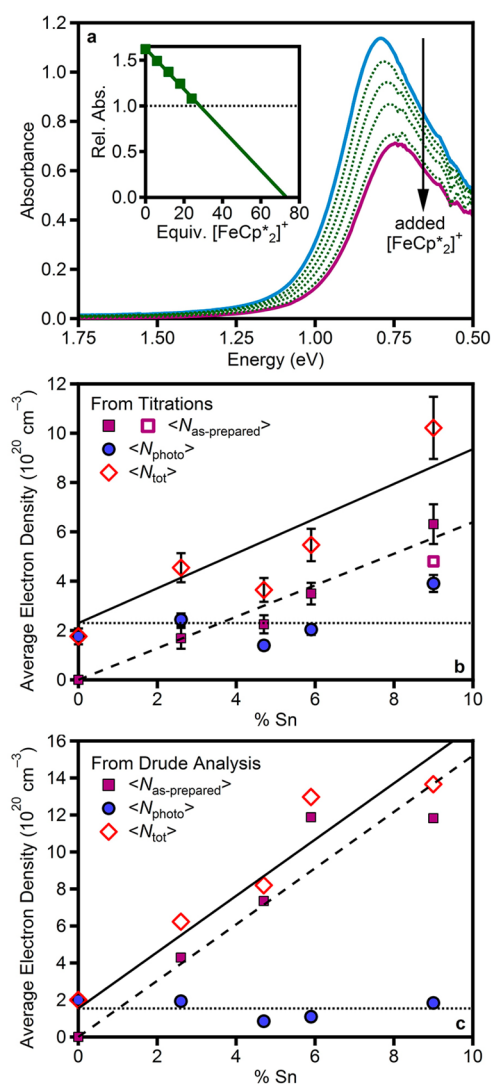 a
1.5
1.0
0.5
0.0
Rel. Abs.
0 20 40 60 80
Equiv. [FeCp*2]+
1.2
1.0
0.8
0.6
0.4
0.2
0.0
Absorbance
added
[FeCp*2]+
1.75 1.50 1.25 1.00 0.75 0.50
Energy (eV)
12
10
8
6
4
2
0
Average Electron Density (10²⁰ cm⁻³)
From Titrations
<Nas-prepared>
<Nphoto>
<Ntot>
b
0 2 4 6 8 10
% Sn
16
14
12
10
8
6
4
2
0
Average Electron Density (10²⁰ cm⁻³)
From Drude Analysis
<Nas-prepared>
<Nphoto>
<Ntot>
c
0 2 4 6 8 10
% Sn